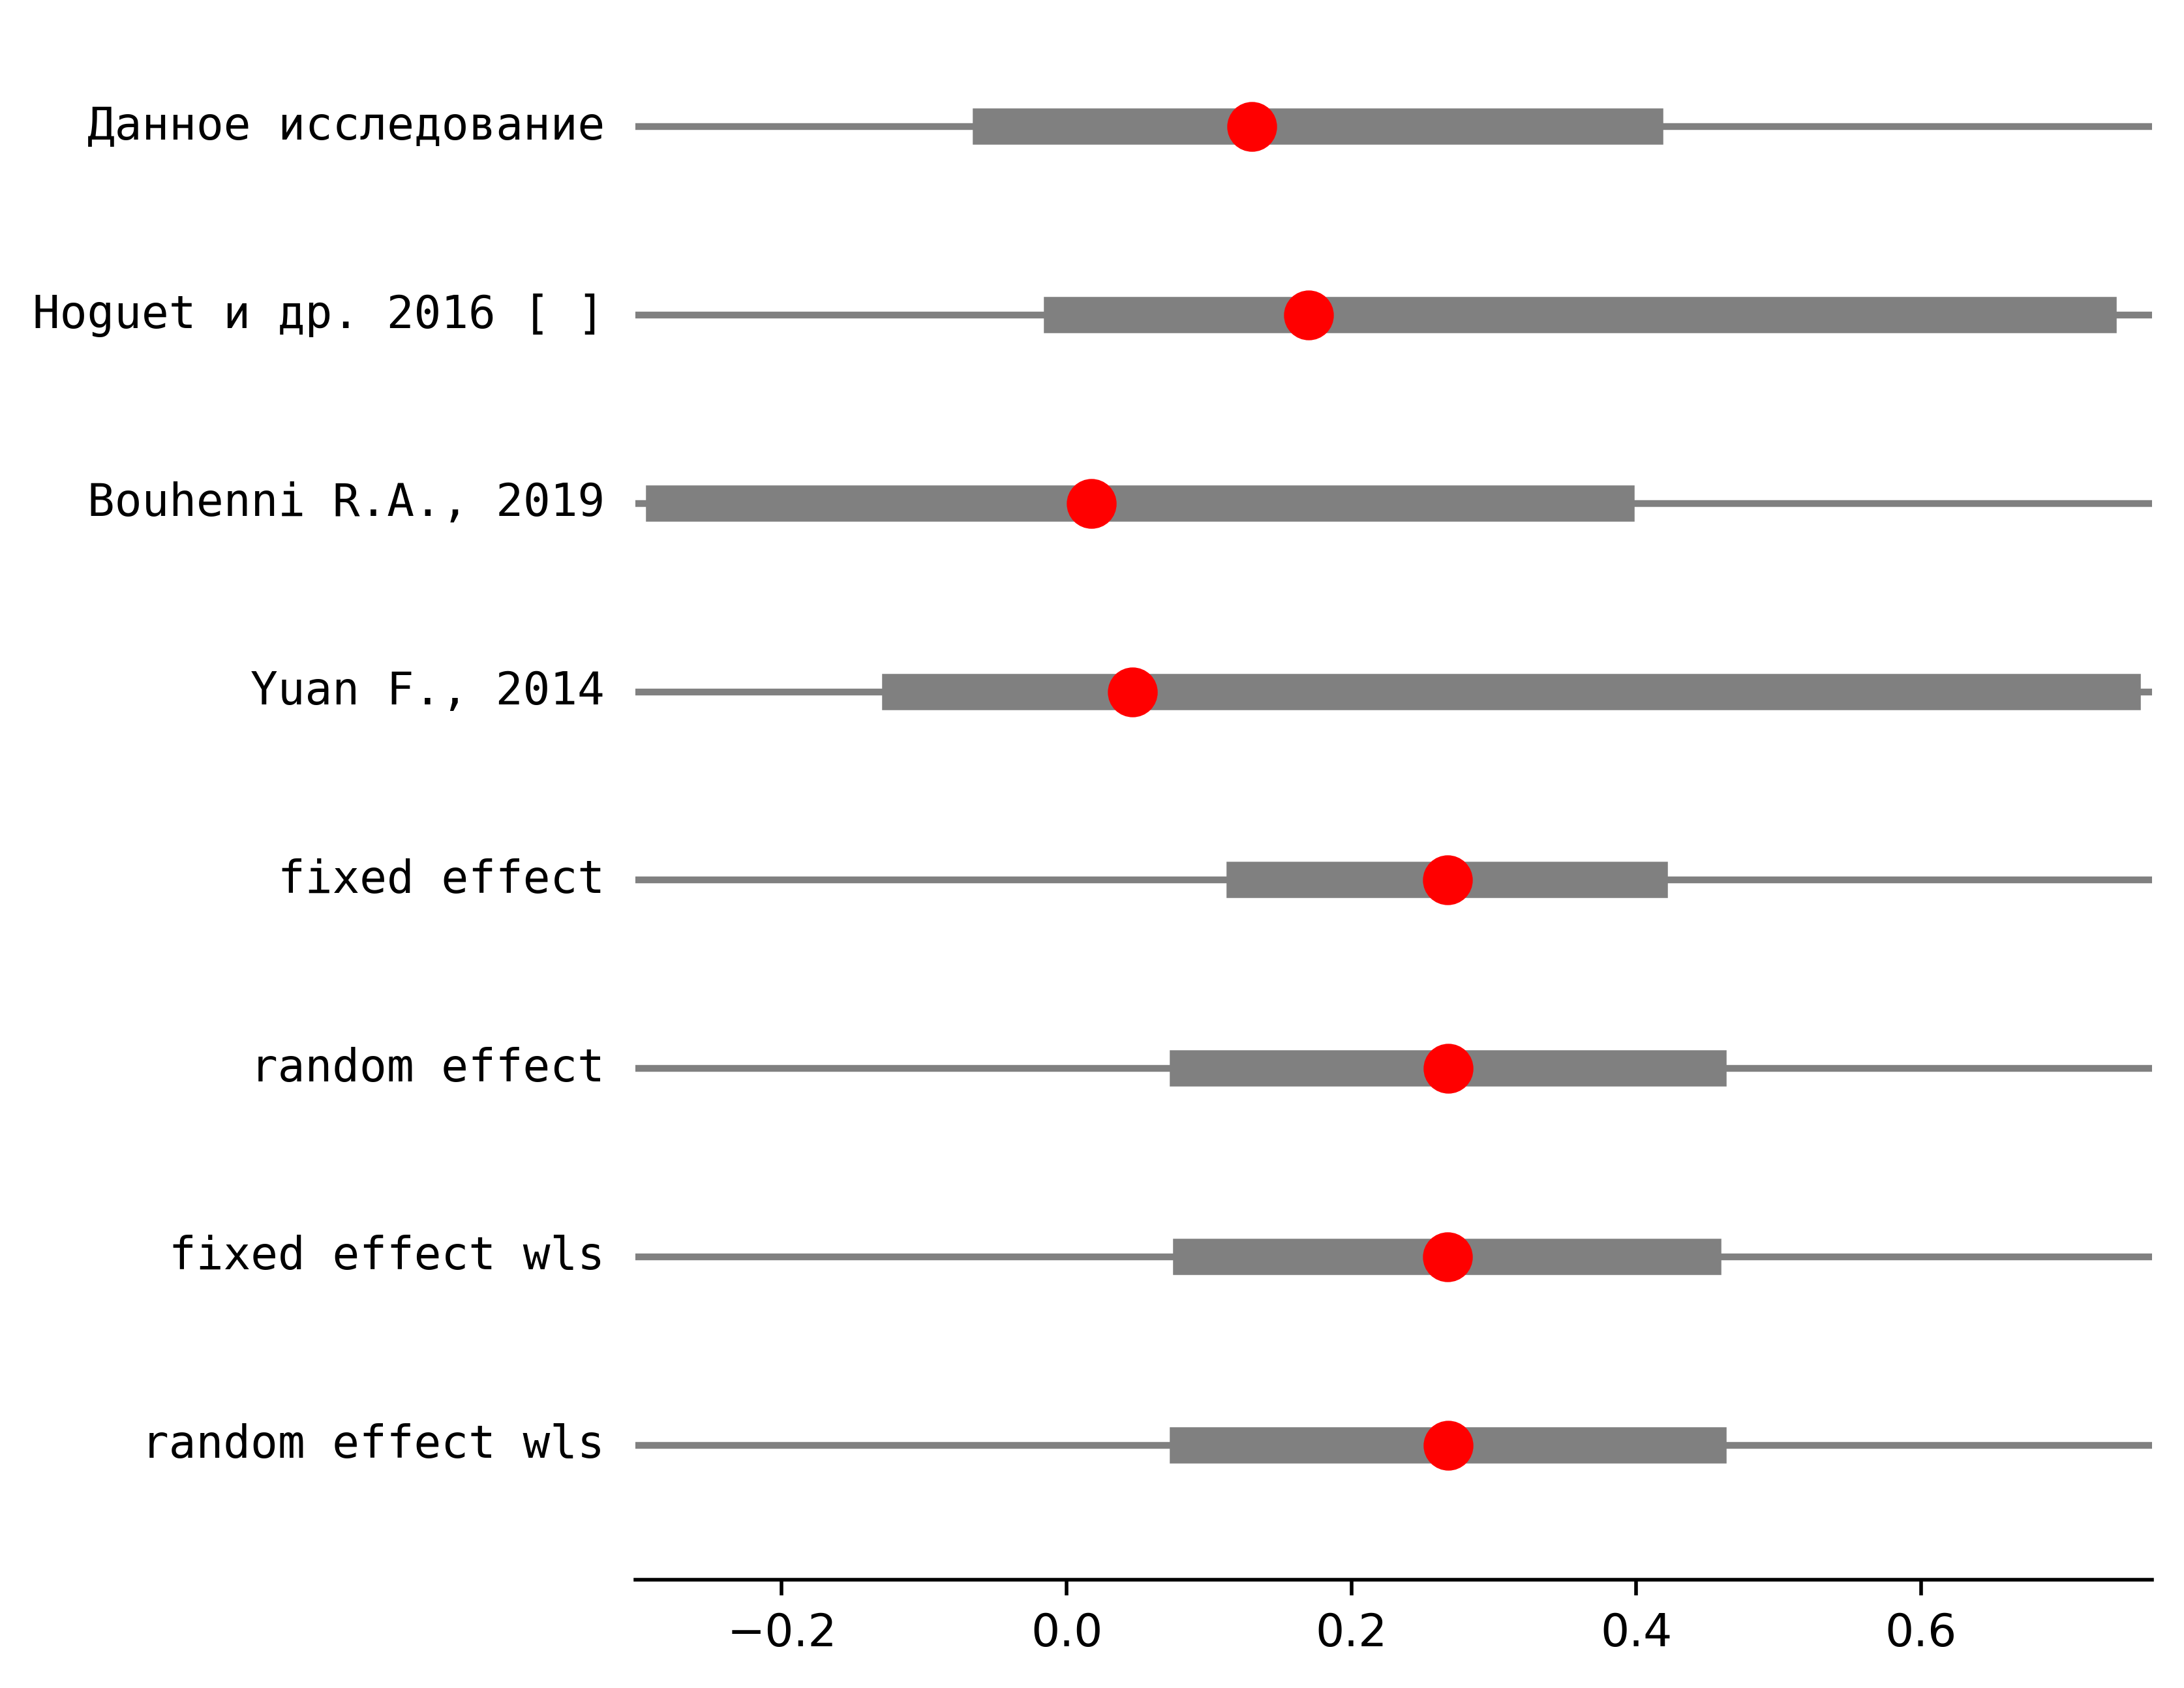 Данное исследование
Hoguet и др. 2016 [ ]
Bouhenni R.A., 2019
Yuan F., 2014
fixed effect
random effect
fixed effect wls
random effect wls
−0.2 0.0 0.2 0.4 0.6